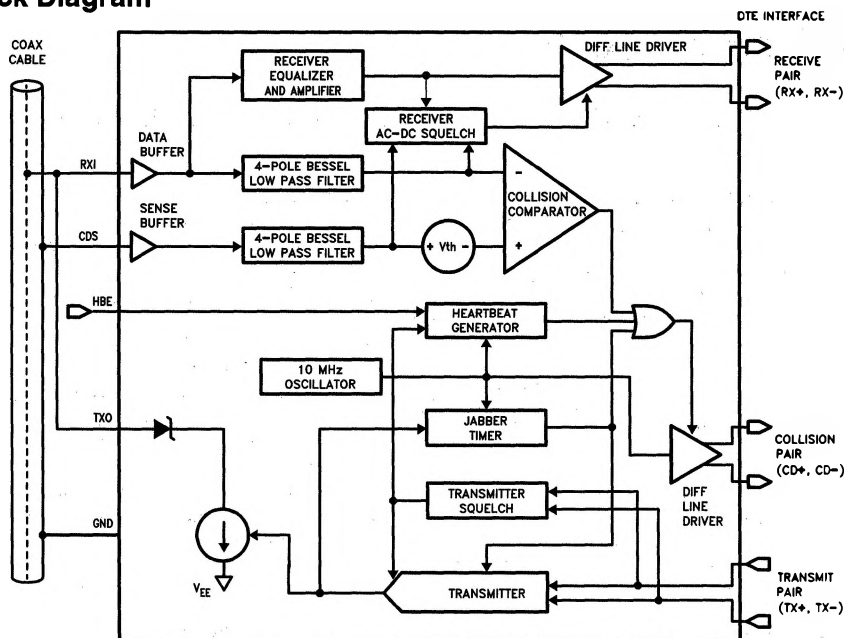 ck Diagram
DTE INTERFACE
COAX
CABLE
RECEIVER
EQUALIZER
AND AMPLIFIER
DIFF LINE DRIVER
RECEIVE
PAIR
(RX+, RX-)
RECEIVER
AC-DC SQUELCH
DATA
BUFFER
RXI
4-POLE BESSEL
LOW PASS FILTER
-
COLLISION
COMPARATOR
SENSE
BUFFER
CDS
4-POLE BESSEL
LOW PASS FILTER
+ Vth -
+
HBE
HEARTBEAT
GENERATOR
10 MHz
OSCILLATOR
TXO
JABBER
TIMER
COLLISION
PAIR
(CD+, CD-)
TRANSMITTER
SQUELCH
DIFF
LINE
DRIVER
GND
VEE
TRANSMITTER
TRANSMIT
PAIR
(TX+, TX-)